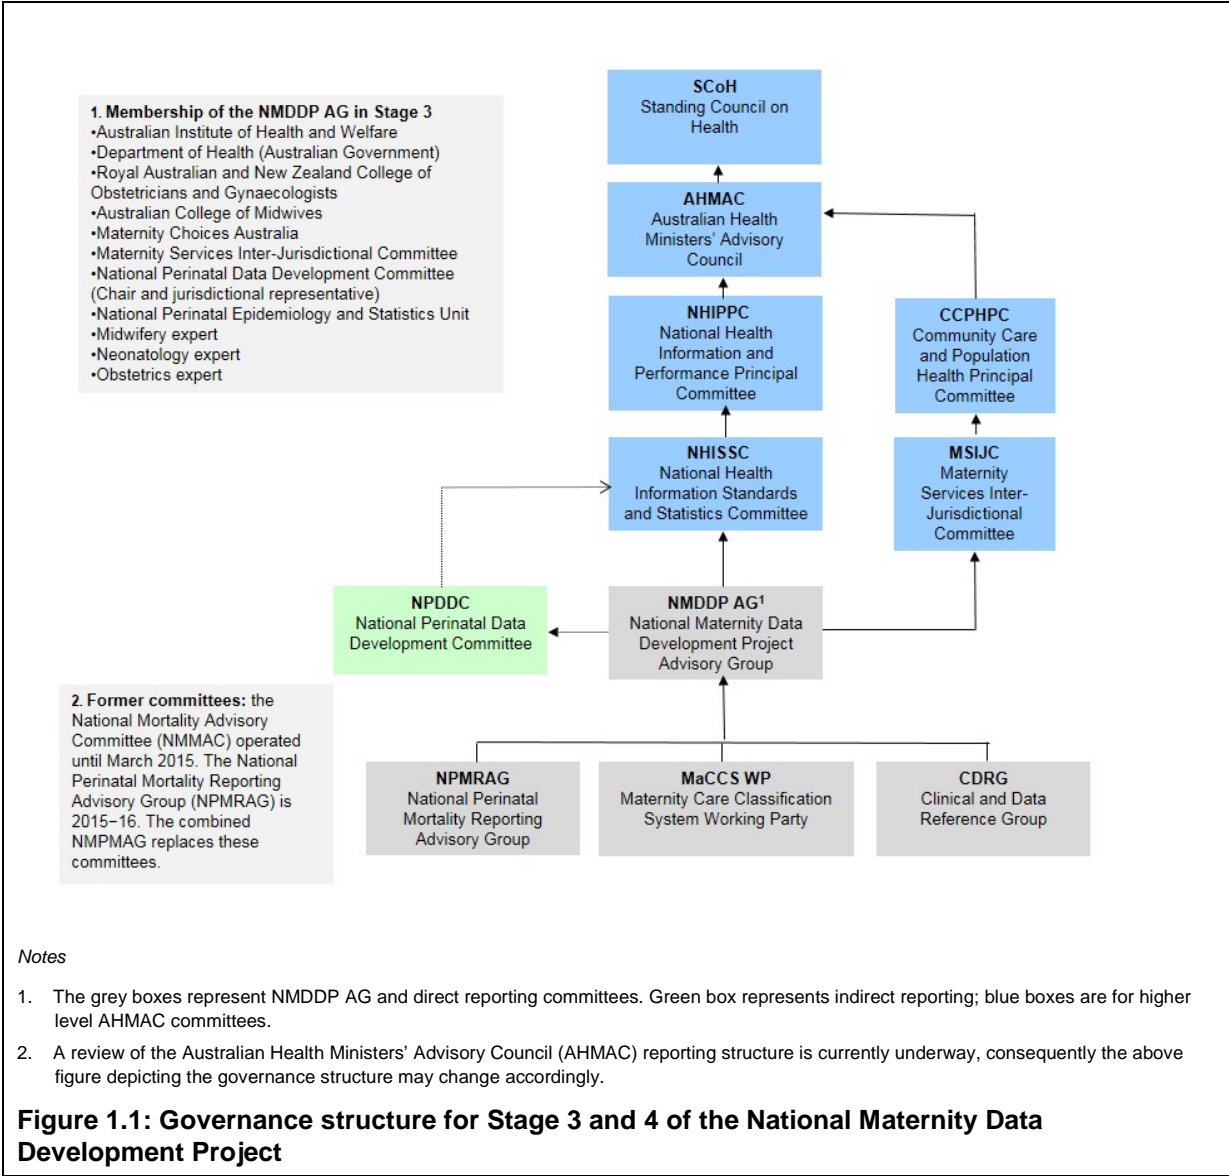 1. Membership of the NMDDP AG in Stage 3
•Australian Institute of Health and Welfare
•Department of Health (Australian Government)
•Royal Australian and New Zealand College of
Obstetricians and Gynaecologists
•Australian College of Midwives
•Maternity Choices Australia
•Maternity Services Inter-Jurisdictional Committee
•National Perinatal Data Development Committee
(Chair and jurisdictional representative)
•National Perinatal Epidemiology and Statistics Unit
•Midwifery expert
•Neonatology expert
•Obstetrics expert
SCoH
Standing Council on
Health
AHMAC
Australian Health
Ministers' Advisory
Council
NHIPPC
National Health
Information and
Performance Principal
Committee
CCPHPC
Community Care
and Population
Health Principal
Committee
NHISSC
National Health
Information Standards
and Statistics Committee
MSIJC
Maternity
Services Inter-
Jurisdictional
Committee
NPDDC
National Perinatal Data
Development Committee
NMDDP AG¹
National Maternity Data
Development Project
Advisory Group
2. Former committees: the
National Mortality Advisory
Committee (NMMAC) operated
until March 2015. The National
Perinatal Mortality Reporting
Advisory Group (NPMRAG) is
2015−16. The combined
NMPMAG replaces these
committees.
NPMRAG
National Perinatal
Mortality Reporting
Advisory Group
MaCCS WP
Maternity Care Classification
System Working Party
CDRG
Clinical and Data
Reference Group
Notes
1. The grey boxes represent NMDDP AG and direct reporting committees. Green box represents indirect reporting; blue boxes are for higher
level AHMAC committees.
2. A review of the Australian Health Ministers' Advisory Council (AHMAC) reporting structure is currently underway, consequently the above
figure depicting the governance structure may change accordingly.
Figure 1.1: Governance structure for Stage 3 and 4 of the National Maternity Data
Development Project